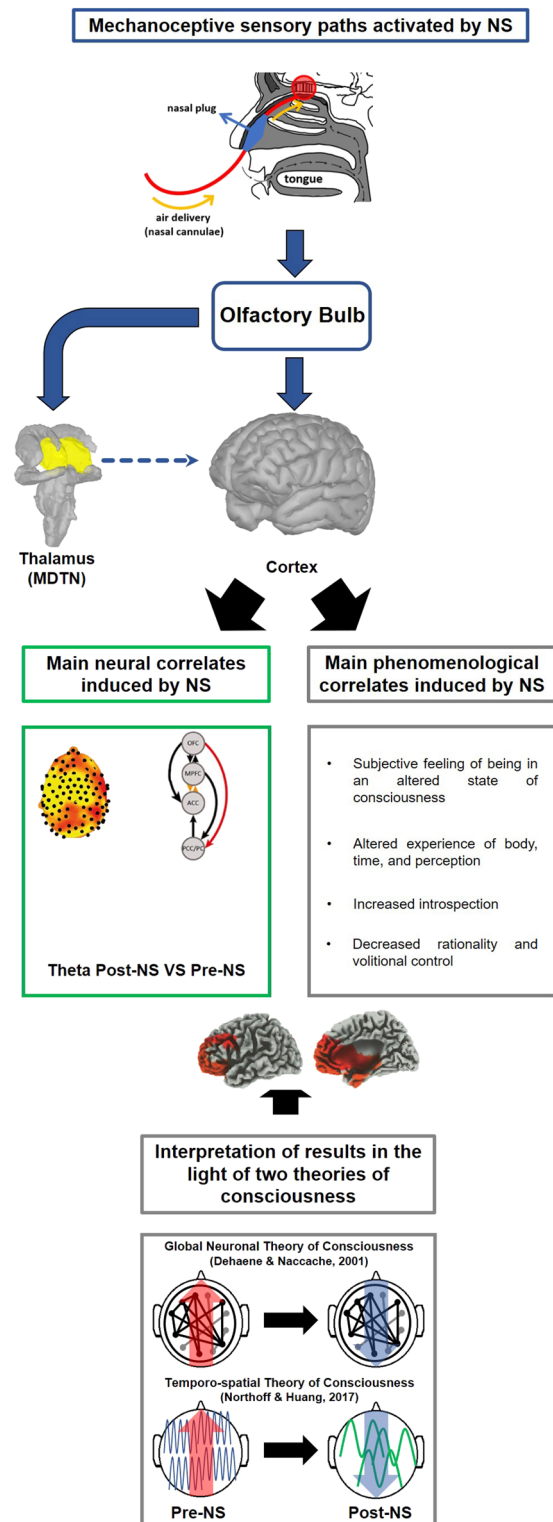 Mechanoceptive sensory paths activated by NS
nasal plug
tongue
air delivery
(nasal cannulae)
Olfactory Bulb
Thalamus
(MDTN)
Cortex
Main neural correlates
induced by NS
OFC
MPFC
ACC
PCC/PC
Theta Post-NS VS Pre-NS
Main phenomenological
correlates induced by NS
• Subjective feeling of being in
an altered state of
consciousness
• Altered experience of body,
time, and perception
• Increased introspection
• Decreased rationality and
volitional control
Interpretation of results in the
light of two theories of
consciousness
Global Neuronal Theory of Consciousness
(Dehaene & Naccache, 2001)
Temporo-spatial Theory of Consciousness
(Northoff & Huang, 2017)
Pre-NS
Post-NS